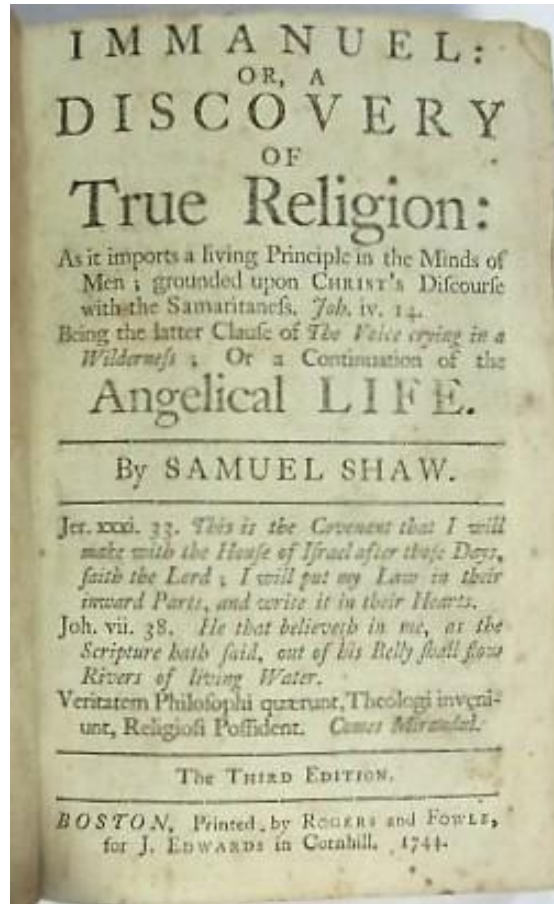 IMMANUEL:
OR, A
DISCOVERY
OF
True Religion:
As it imports a living Principle in the Minds of
Men; grounded upon CHRIST'S Diſcourſe
with the Samaritaneſs. Joh. iv. 14.
Being the latter Clauſe of The Voice crying in a
Wilderneſs; Or a Continuation of the
Angelical LIFE.
By SAMUEL SHAW.
Jer. xxxi. 33. This is the Covenant that I will
make with the Houſe of Iſrael after thoſe Days,
ſaith the Lord; I will put my Law in their
inward Parts, and write it in their Hearts.
Joh. vii. 38. He that believeth in me, as the
Scripture hath ſaid, out of his Belly ſhall flow
Rivers of living Water.
Veritatem Philoſophi quærunt, Theologi inveni-
unt, Religioſi Poſſident. Comes Mirandul.
The THIRD EDITION.
BOSTON, Printed by ROGERS and FOWLE,
for J. EDWARDS in Cornhill. 1744.